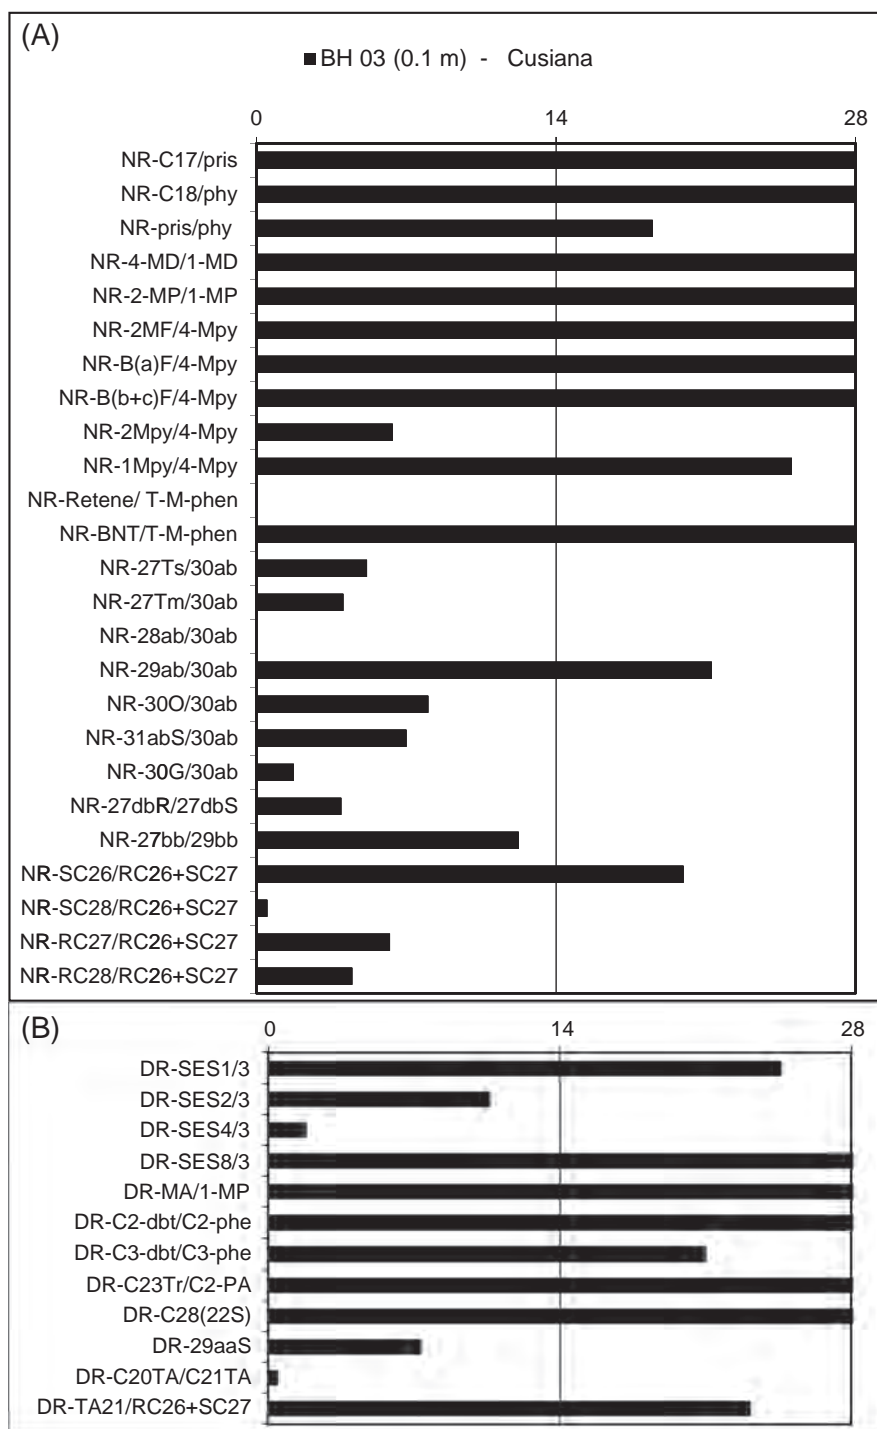 (A)
BH 03 (0.1 m) - Cusiana
0 14 28
NR-C17/pris
NR-C18/phy
NR-pris/phy
NR-4-MD/1-MD
NR-2-MP/1-MP
NR-2MF/4-Mpy
NR-B(a)F/4-Mpy
NR-B(b+c)F/4-Mpy
NR-2Mpy/4-Mpy
NR-1Mpy/4-Mpy
NR-Retene/ T-M-phen
NR-BNT/T-M-phen
NR-27Ts/30ab
NR-27Tm/30ab
NR-28ab/30ab
NR-29ab/30ab
NR-30O/30ab
NR-31abS/30ab
NR-30G/30ab
NR-27dbR/27dbS
NR-27bb/29bb
NR-SC26/RC26+SC27
NR-SC28/RC26+SC27
NR-RC27/RC26+SC27
NR-RC28/RC26+SC27
(B)
0 14 28
DR-SES1/3
DR-SES2/3
DR-SES4/3
DR-SES8/3
DR-MA/1-MP
DR-C2-dbt/C2-phe
DR-C3-dbt/C3-phe
DR-C23Tr/C2-PA
DR-C28(22S)
DR-29aaS
DR-C20TA/C21TA
DR-TA21/RC26+SC27